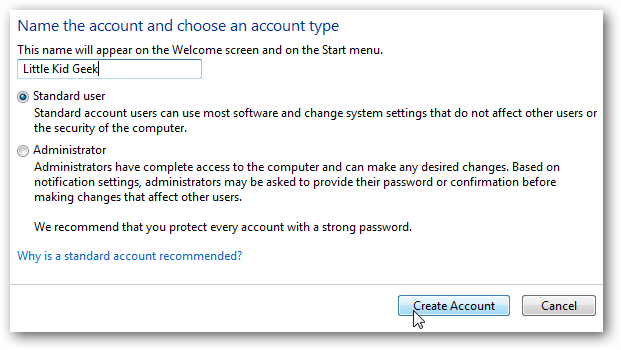 Name the account and choose an account type
This name will appear on the Welcome screen and on the Start menu.
Little Kid Geek
Standard user
Standard account users can use most software and change system settings that do not affect other users or
the security of the computer.
Administrator
Administrators have complete access to the computer and can make any desired changes. Based on
notification settings, administrators may be asked to provide their password or confirmation before
making changes that affect other users.
We recommend that you protect every account with a strong password.
Why is a standard account recommended?
Create Account
Cancel